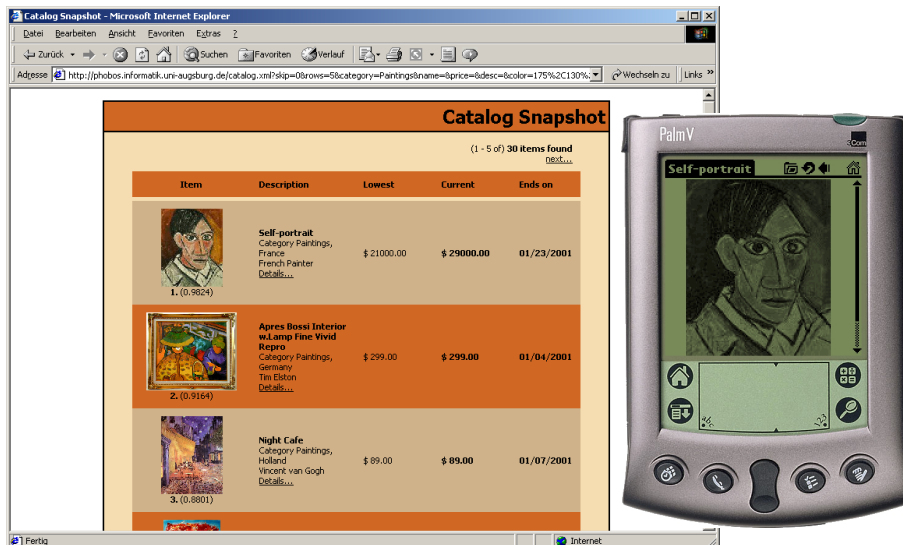 Catalog Snapshot - Microsoft Internet Explorer
Datei Bearbeiten Ansicht Favoriten Extras ?
Zurück Suchen Favoriten Verlauf
Adresse http://phobos.informatik.uni-augsburg.de/catalog.xml?skip=0&rows=5&category=Paintings&name=&price=&desc=&color=175%2C130% Wechseln zu Links »
Catalog Snapshot
(1 - 5 of) 30 items found
next...
Item Description Lowest Current Ends on
Self-portrait
Category Paintings,
France
French Painter
Details...
$ 21000.00 $ 29000.00 01/23/2001
1. (0.9824)
Apres Bossi Interior
w.Lamp Fine Vivid
Repro
Category Paintings,
Germany
Tim Elston
Details...
$ 299.00 $ 299.00 01/04/2001
2. (0.9164)
Night Cafe
Category Paintings,
Holland
Vincent van Gogh
Details...
$ 89.00 $ 89.00 01/07/2001
3. (0.8801)
Fertig Internet
Palm V
3Com
Self-portrait
abc 123